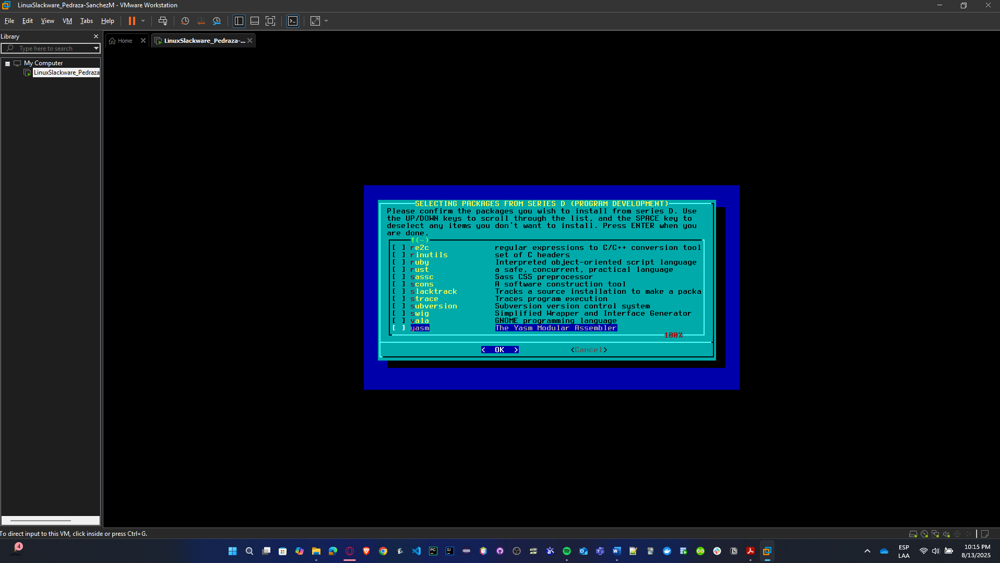 LinuxSlackware_Pedraza-SanchezM - VMware Workstation
File Edit View VM Tabs Help
Library
Home
LinuxSlackware_Pedraza-...
Type here to search
My Computer
LinuxSlackware_Pedraza
SELECTING PACKAGES FROM SERIES D (PROGRAM DEVELOPMENT)
Please confirm the packages you wish to install from series D. Use
the UP/DOWN keys to scroll through the list, and the SPACE key to
deselect any items you don't want to install. Press ENTER when you
are done.
↑(-)
[ ] re2c regular expressions to C/C++ conversion tool
[ ] rinutils set of C headers
[ ] ruby Interpreted object-oriented script language
[ ] rust a safe, concurrent, practical language
[ ] sassc Sass CSS preprocessor
[ ] scons A software construction tool
[ ] slacktrack Tracks a source installation to make a packa
[ ] strace Traces program execution
[ ] subversion Subversion version control system
[ ] swig Simplified Wrapper and Interface Generator
[ ] vala GNOME programming language
[ ] yasm The Yasm Modular Assembler
100%
< OK > <Cancel>
To direct input to this VM, click inside or press Ctrl+G.
4
ESP
LAA
10:15 PM
8/13/2025